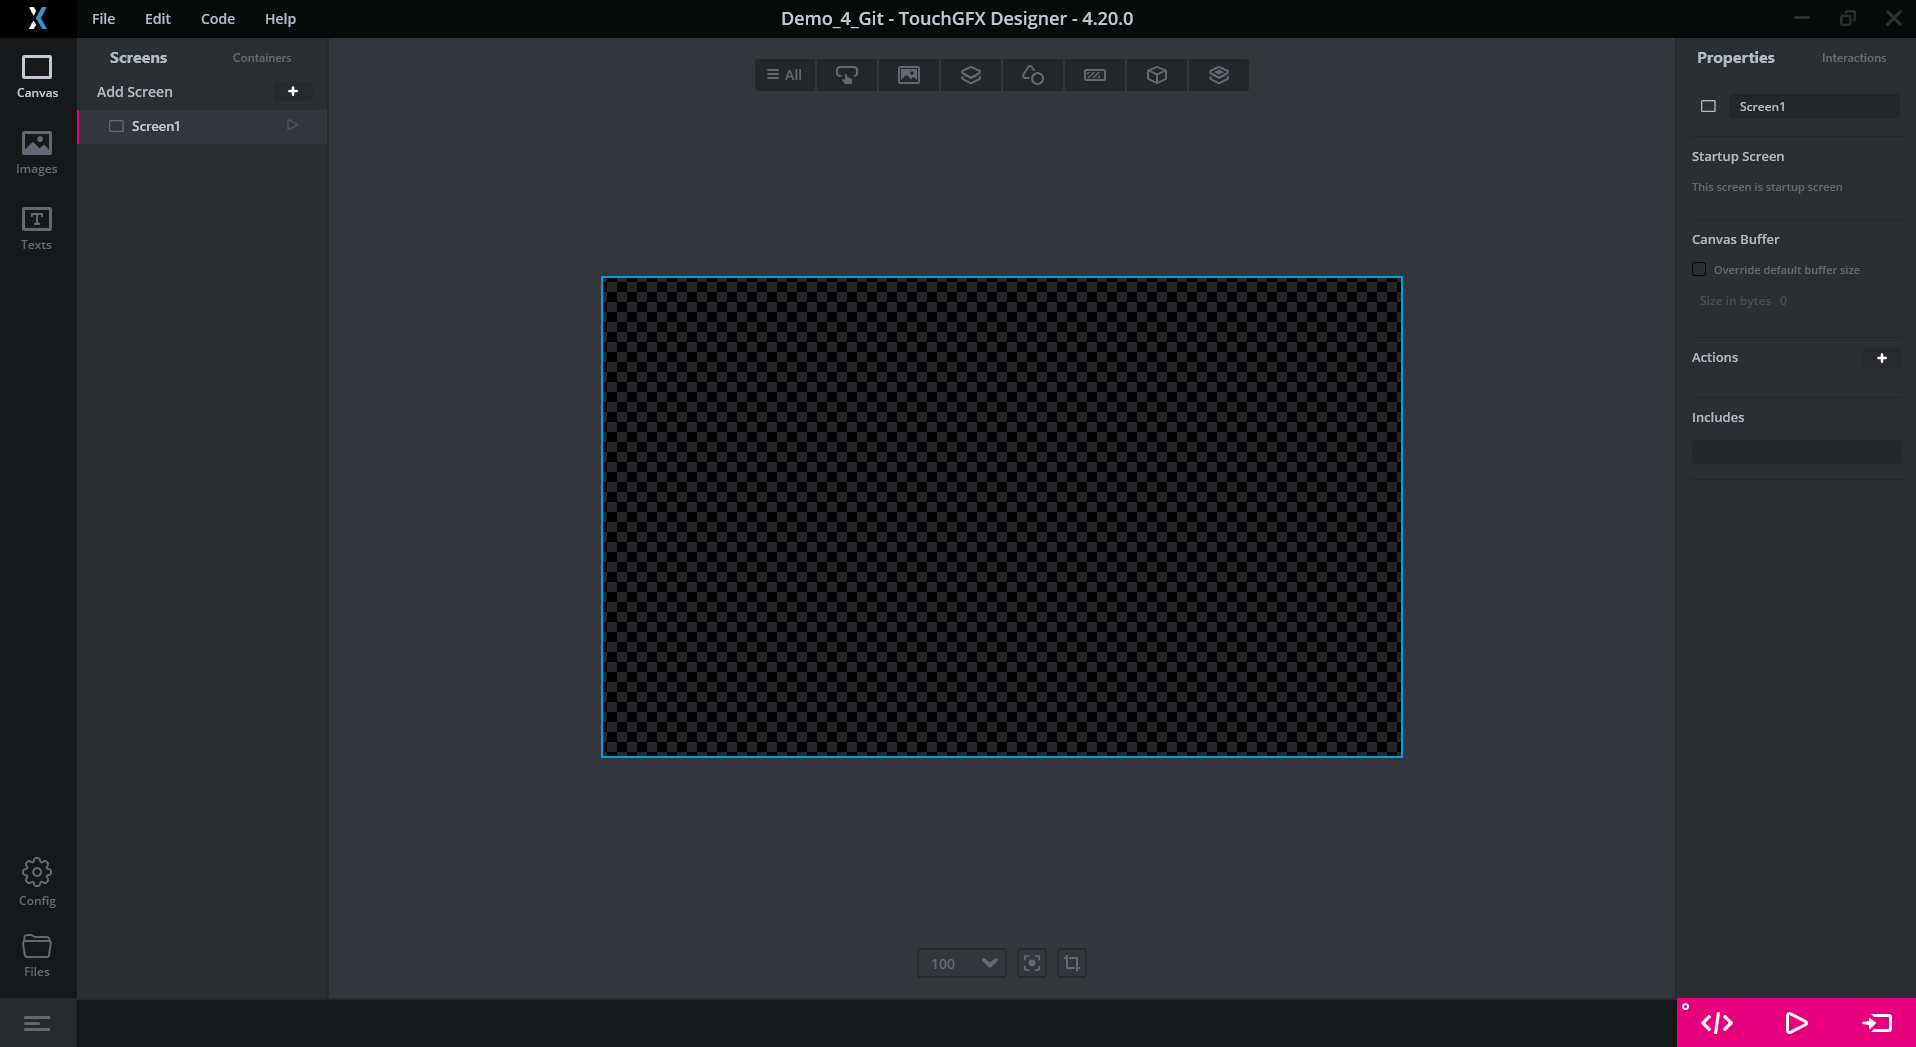 File Edit Code Help
Demo_4_Git - TouchGFX Designer - 4.20.0
Canvas
Images
Texts
Config
Files
Screens Containers
Add Screen
Screen1
All
100
Properties Interactions
Screen1
Startup Screen
This screen is startup screen
Canvas Buffer
Override default buffer size
Size in bytes 0
Actions
Includes